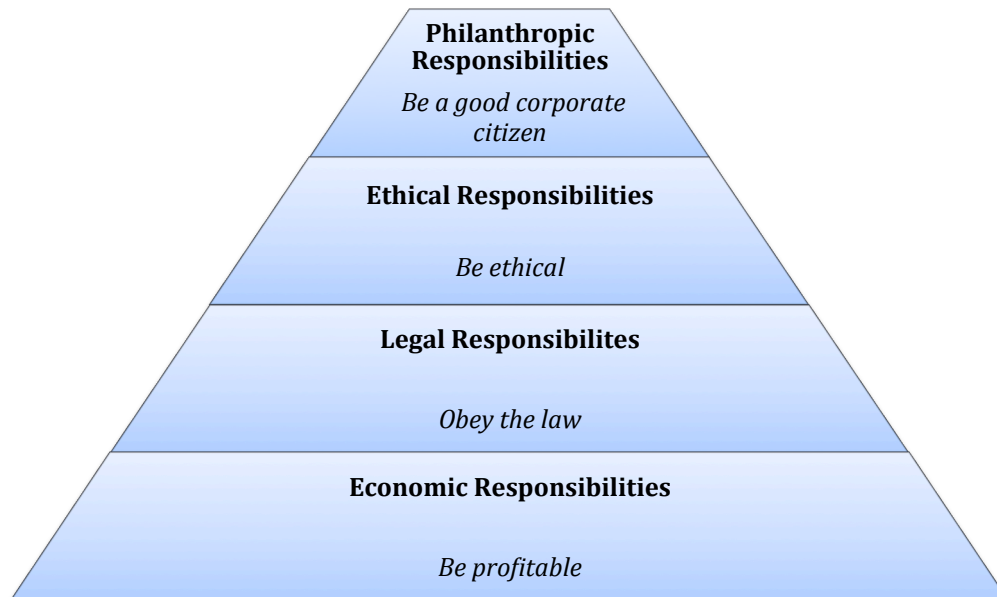 Philanthropic
Responsibilities
Be a good corporate
citizen
Ethical Responsibilities
Be ethical
Legal Responsibilites
Obey the law
Economic Responsibilities
Be profitable